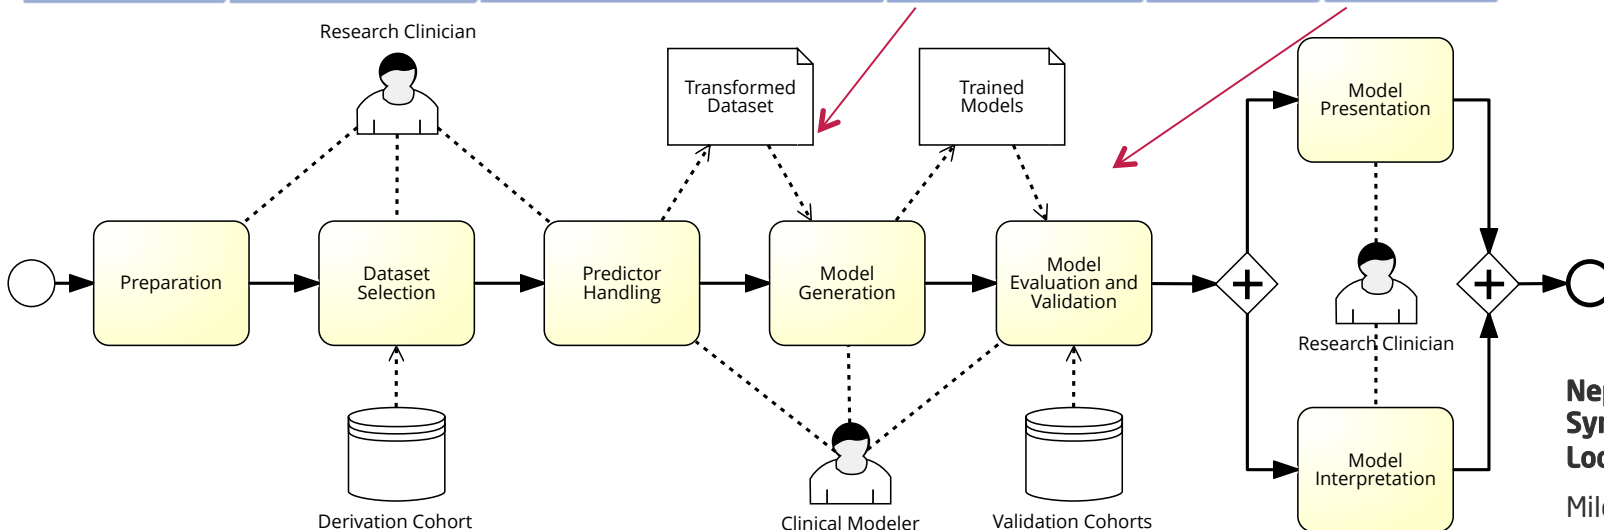 Research Clinician
Transformed
Dataset
Trained
Models
Model
Presentation
Preparation
Dataset
Selection
Predictor
Handling
Model
Generation
Model
Evaluation and
Validation
Research Clinician
Model
Interpretation
Derivation Cohort
Clinical Modeler
Validation Cohorts